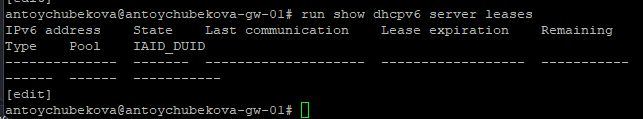 [edit]
antoychubekova@antoychubekova-gw-01# run show dhcpv6 server leases
IPv6 address    State    Last communication    Lease expiration    Remaining
Type    Pool    IAID_DUID
--------------  -------  --------------------  ------------------  -----------
------  ------  -----------
[edit]
antoychubekova@antoychubekova-gw-01#